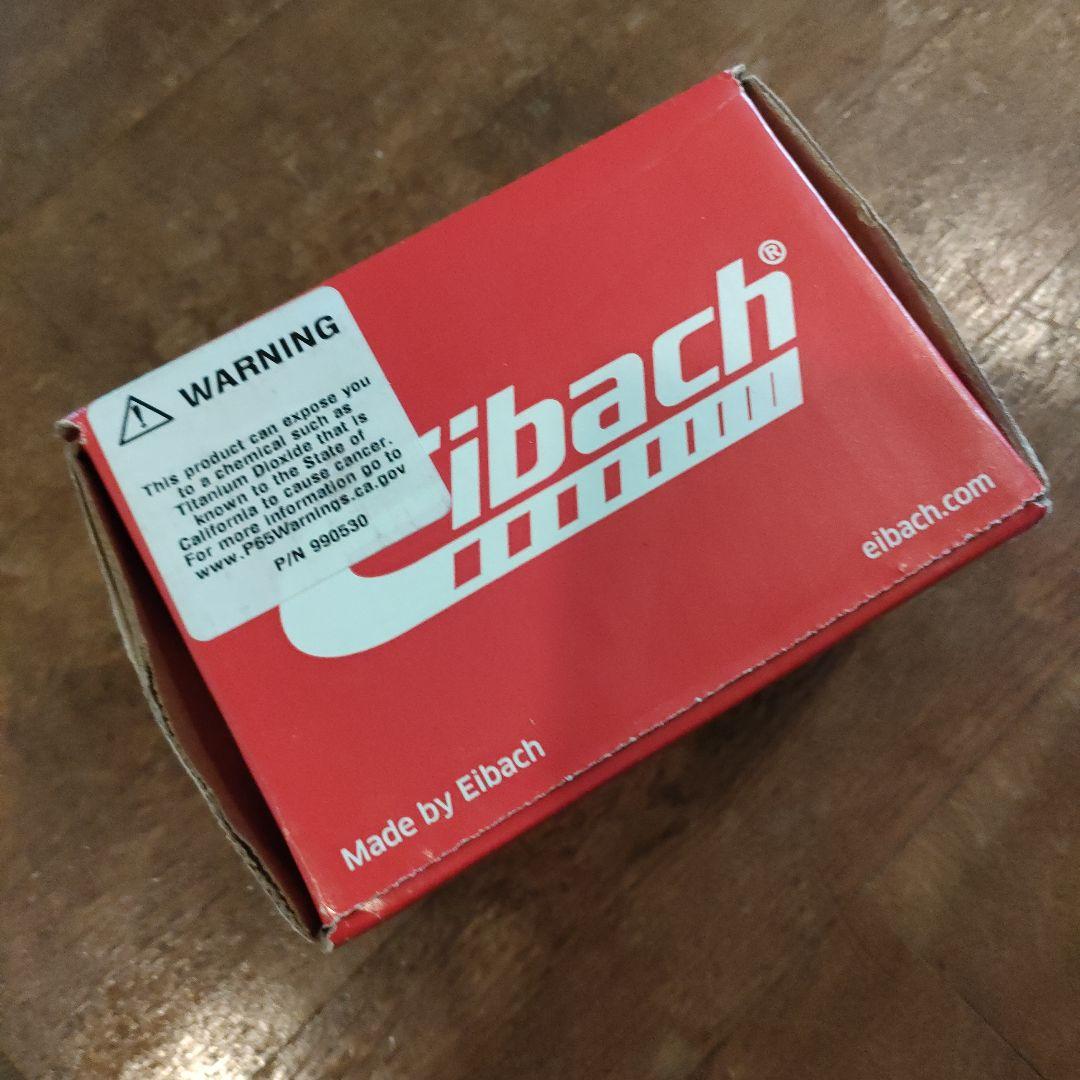 WARNING
This product can expose you
to a chemical such as
Titanium Dioxide that is
known to the State of
California to cause cancer.
For more information go to
www.P65Warnings.ca.gov
P/N 990530
Eibach®
eibach.com
Made by Eibach